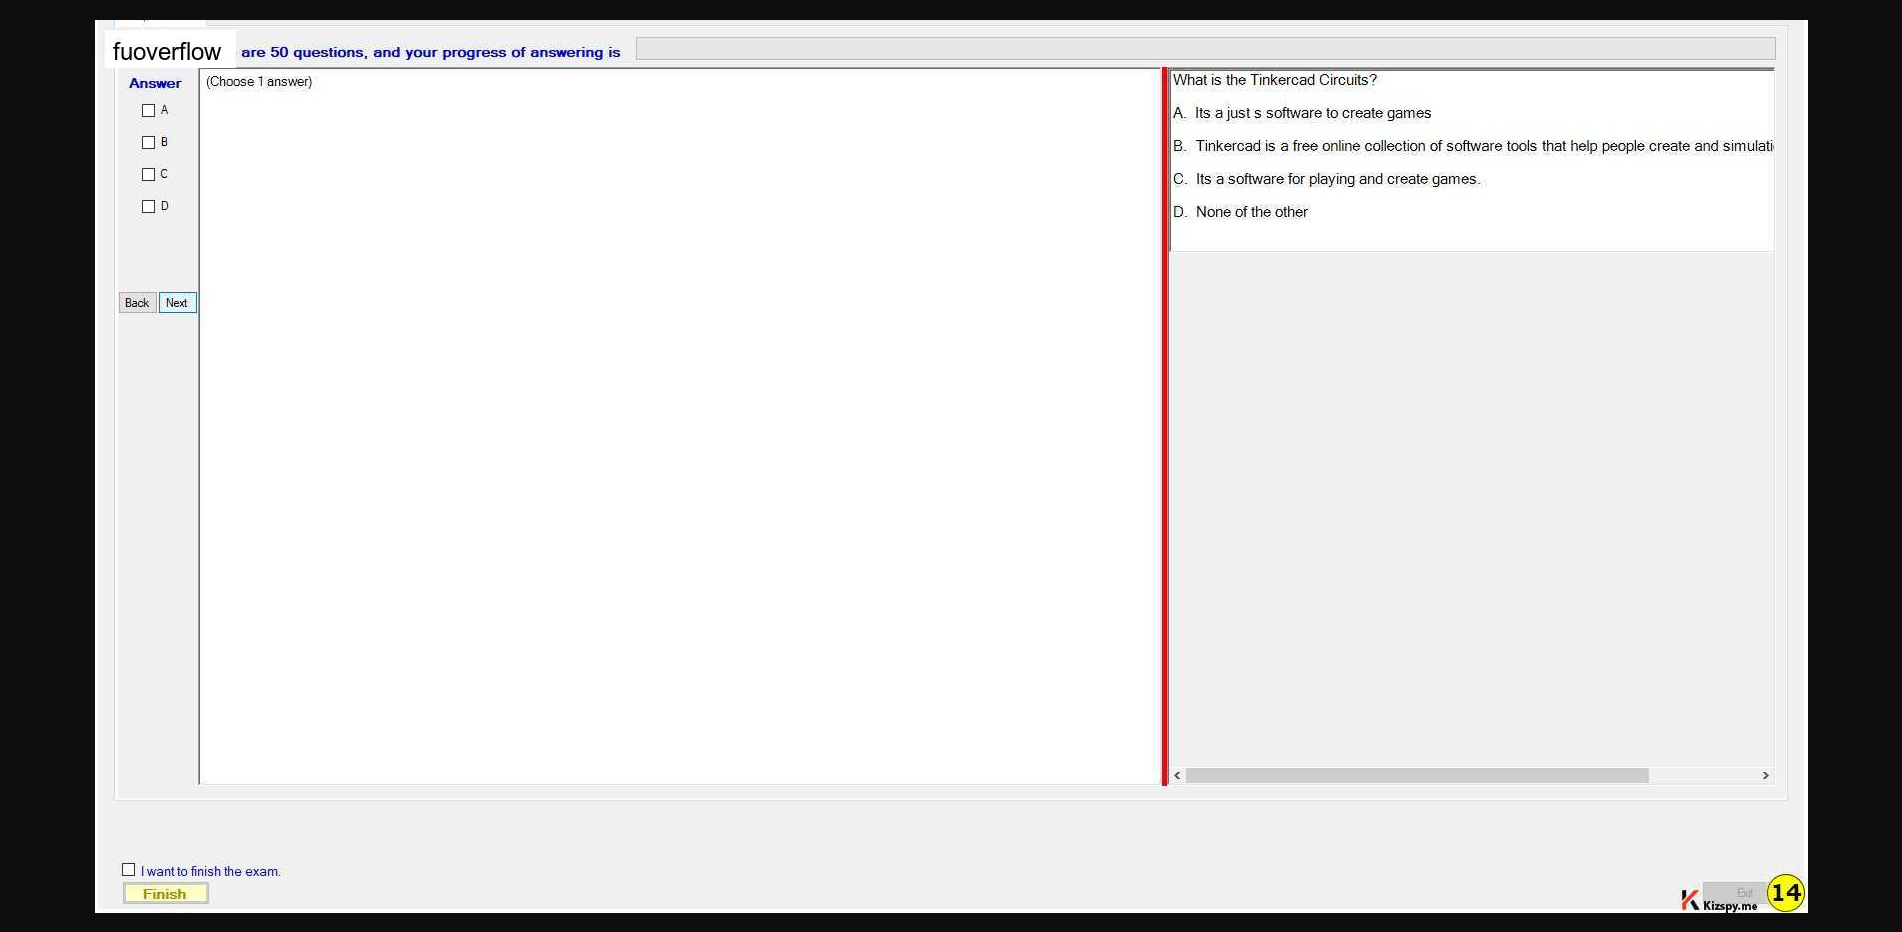 fuoverflow are 50 questions, and your progress of answering is
Answer
A
B
C
D
Back Next
(Choose 1 answer)
What is the Tinkercad Circuits?
A. Its a just s software to create games
B. Tinkercad is a free online collection of software tools that help people create and simulati
C. Its a software for playing and create games.
D. None of the other
I want to finish the exam.
Finish
Exit
Kizspy.me
14